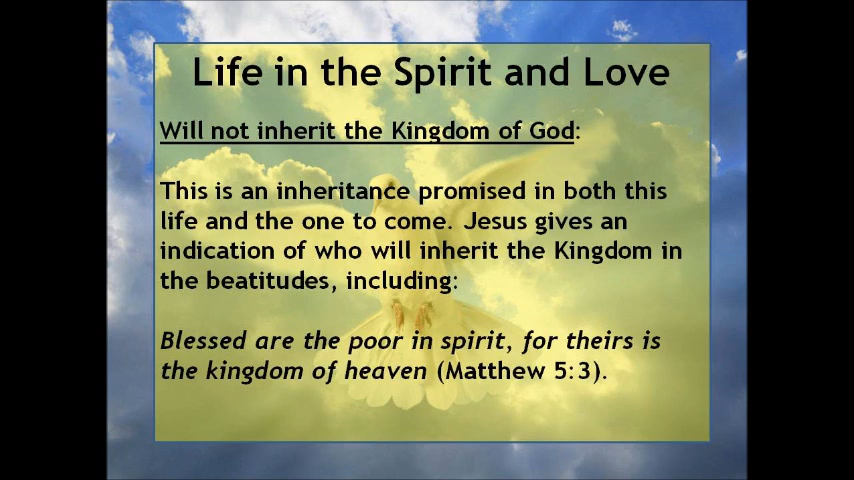 Life in the Spirit and Love
Will not inherit the Kingdom of God:
This is an inheritance promised in both this
life and the one to come. Jesus gives an
indication of who will inherit the Kingdom in
the beatitudes, including:
Blessed are the poor in spirit, for theirs is
the kingdom of heaven (Matthew 5:3).